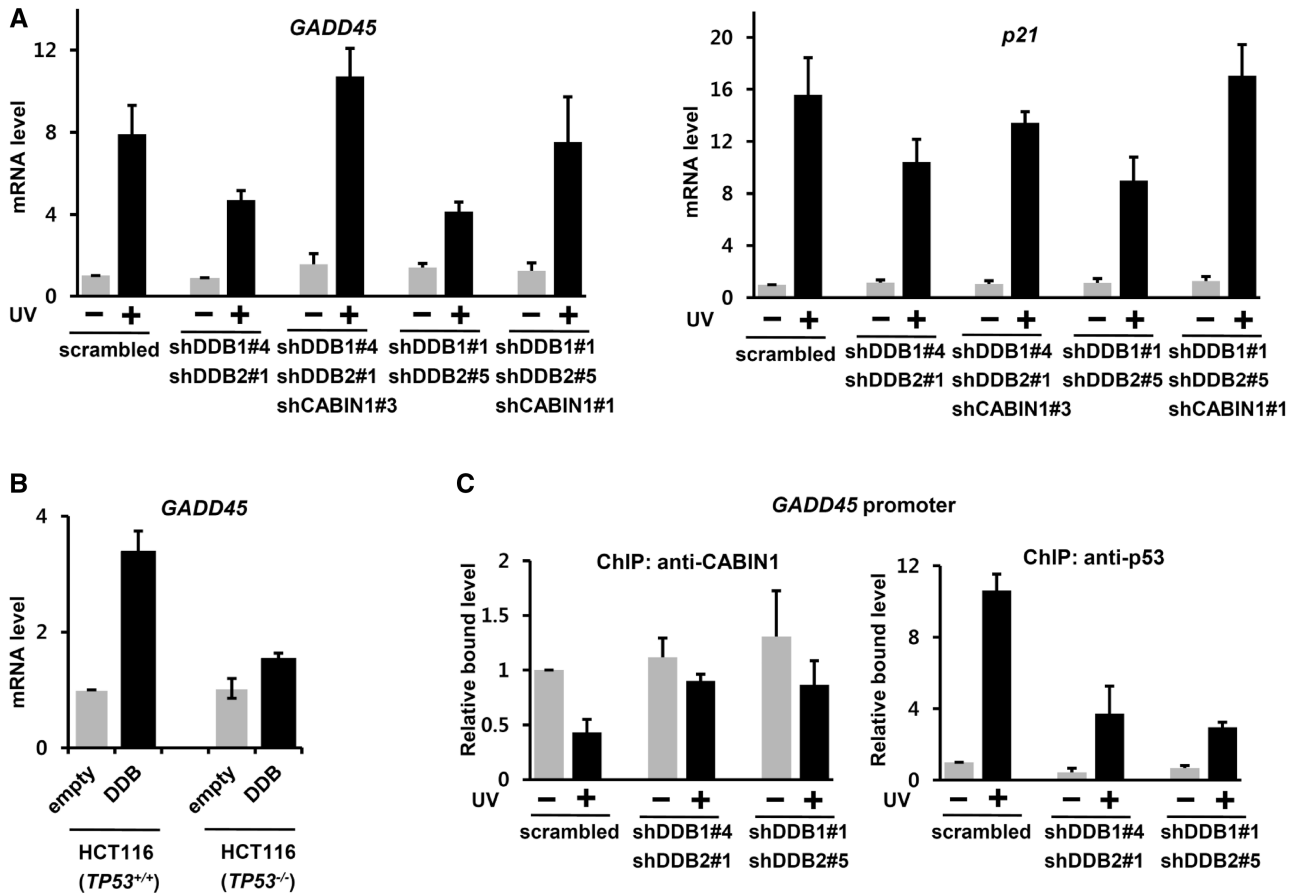 A
GADD45
mRNA level
12
8
4
0
UV
− + − + − + − + − +
scrambled
shDDB1#4
shDDB2#1
shDDB1#4
shDDB2#1
shCABIN1#3
shDDB1#1
shDDB2#5
shDDB1#1
shDDB2#5
shCABIN1#1
p21
mRNA level
20
16
12
8
4
0
UV
− + − + − + − + − +
scrambled
shDDB1#4
shDDB2#1
shDDB1#4
shDDB2#1
shCABIN1#3
shDDB1#1
shDDB2#5
shDDB1#1
shDDB2#5
shCABIN1#1
B
GADD45
mRNA level
4
2
0
empty
DDB
empty
DDB
HCT116
(TP53+/+)
HCT116
(TP53-/-)
C
GADD45 promoter
ChIP: anti-CABIN1
Relative bound level
2
1.5
1
0.5
0
UV
− + − + − +
scrambled
shDDB1#4
shDDB2#1
shDDB1#1
shDDB2#5
ChIP: anti-p53
Relative bound level
12
8
4
0
UV
− + − + − +
scrambled
shDDB1#4
shDDB2#1
shDDB1#1
shDDB2#5